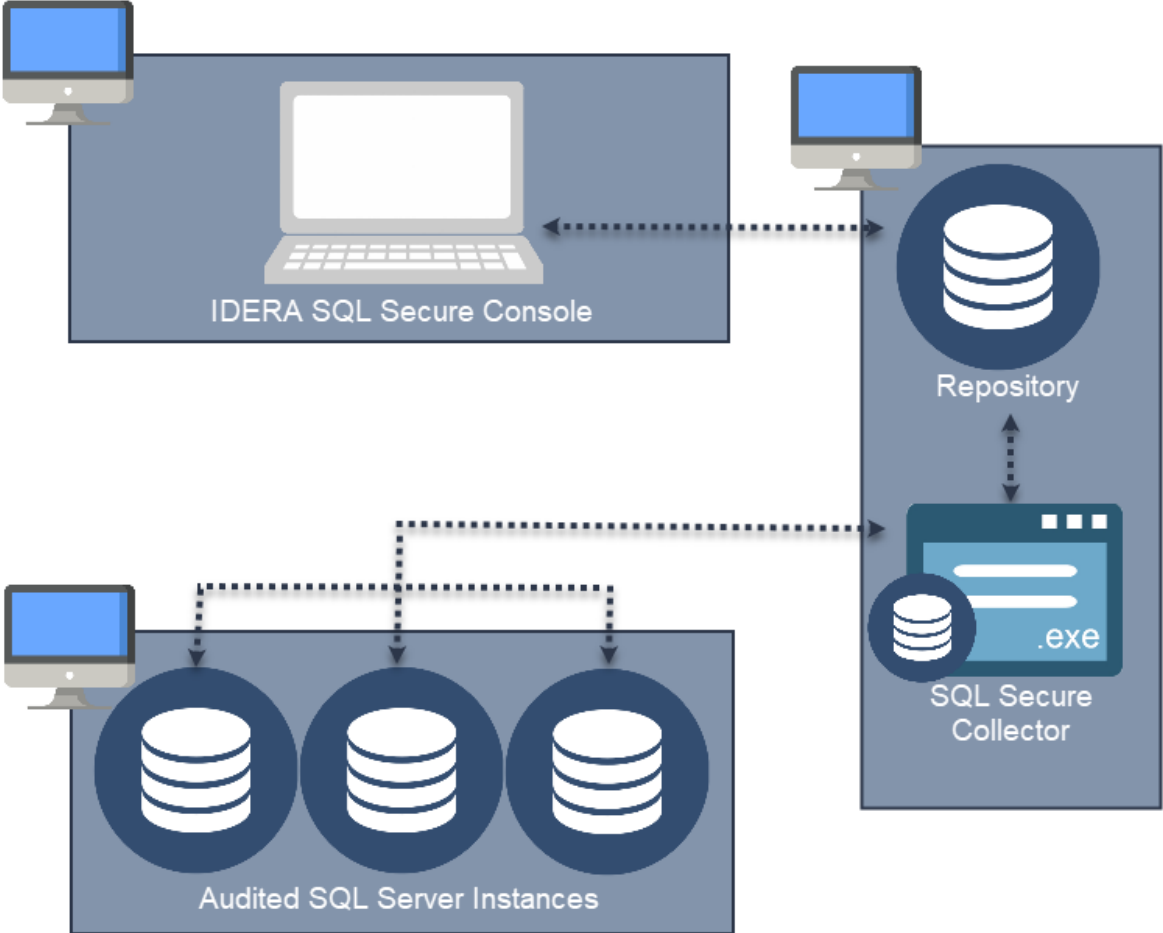 IDERA SQL Secure Console
Repository
.exe
SQL Secure
Collector
Audited SQL Server Instances